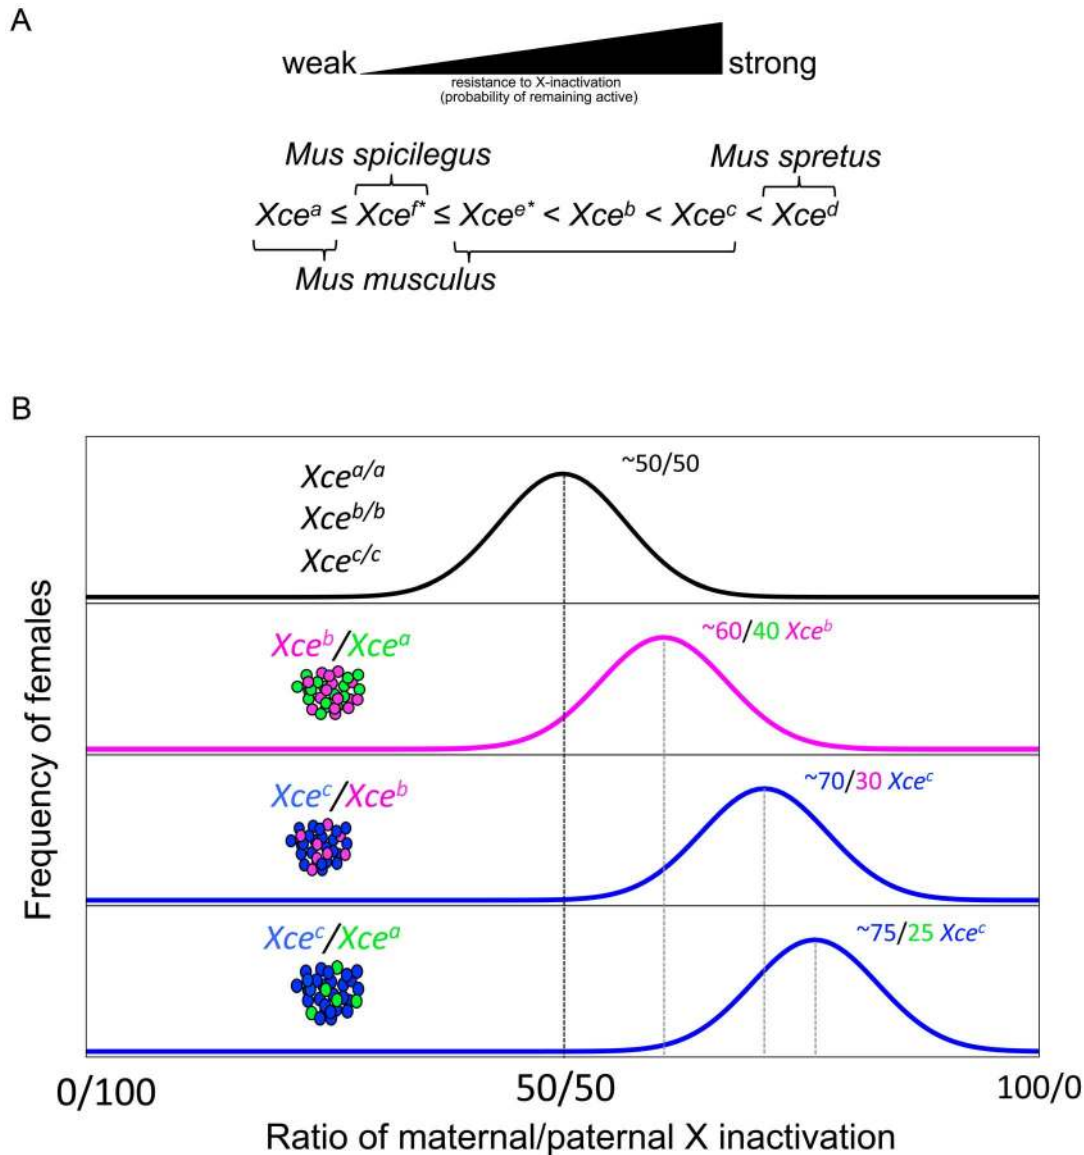 A
weak strong
resistance to X-inactivation
(probability of remaining active)
Mus spicilegus Mus spretus
Xceᵃ ≤ Xceᶠ* ≤ Xceᵉ* < Xceᵇ < Xceᶜ < Xceᵈ
Mus musculus
B
Frequency of females
Xceᵃ/ᵃ
Xceᵇ/ᵇ
Xceᶜ/ᶜ
~50/50
Xceᵇ/Xceᵃ
~60/40 Xceᵇ
Xceᶜ/Xceᵇ
~70/30 Xceᶜ
Xceᶜ/Xceᵃ
~75/25 Xceᶜ
0/100 50/50 100/0
Ratio of maternal/paternal X inactivation